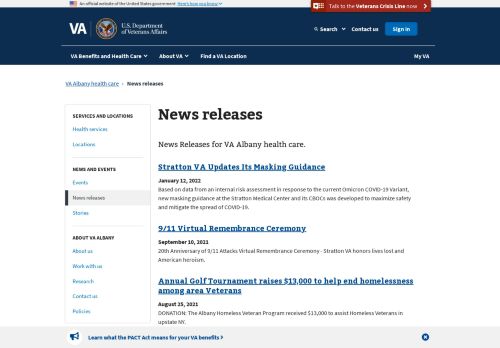 An official website of the United States government Here's how you know
Talk to the Veterans Crisis Line now
VA
U.S. Department
of Veterans Affairs
Search
Contact us
Sign in
VA Benefits and Health Care
About VA
Find a VA Location
My VA
VA Albany health care › News releases
SERVICES AND LOCATIONS
Health services
Locations
NEWS AND EVENTS
Events
News releases
Stories
ABOUT VA ALBANY
About us
Work with us
Research
Contact us
Policies
News releases
News Releases for VA Albany health care.
Stratton VA Updates Its Masking Guidance
January 12, 2022
Based on data from an internal risk assessment in response to the current Omicron COVID-19 Variant,
new masking guidance at the Stratton Medical Center and its CBOCs was developed to maximize safety
and mitigate the spread of COVID-19.
9/11 Virtual Remembrance Ceremony
September 10, 2021
20th Anniversary of 9/11 Attacks Virtual Remembrance Ceremony - Stratton VA honors lives lost and
American heroism.
Annual Golf Tournament raises $13,000 to help end homelessness
among area Veterans
August 25, 2021
DONATION: The Albany Homeless Veteran Program received $13,000 to assist Homeless Veterans in
upstate NY.
Learn what the PACT Act means for your VA benefits